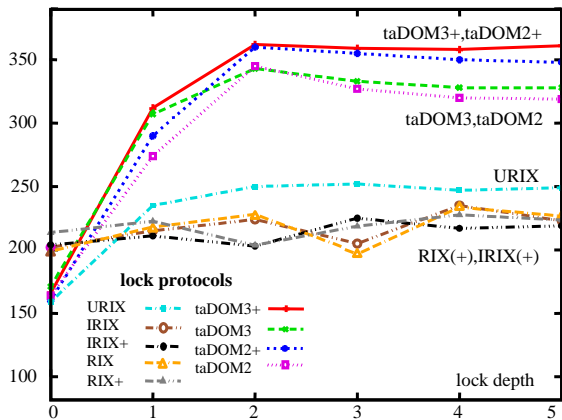 350
300
250
200
150
100
taDOM3+,taDOM2+
taDOM3,taDOM2
URIX
RIX(+),IRIX(+)
lock protocols
URIX
IRIX
IRIX+
RIX
RIX+
taDOM3+
taDOM3
taDOM2+
taDOM2
lock depth
0 1 2 3 4 5